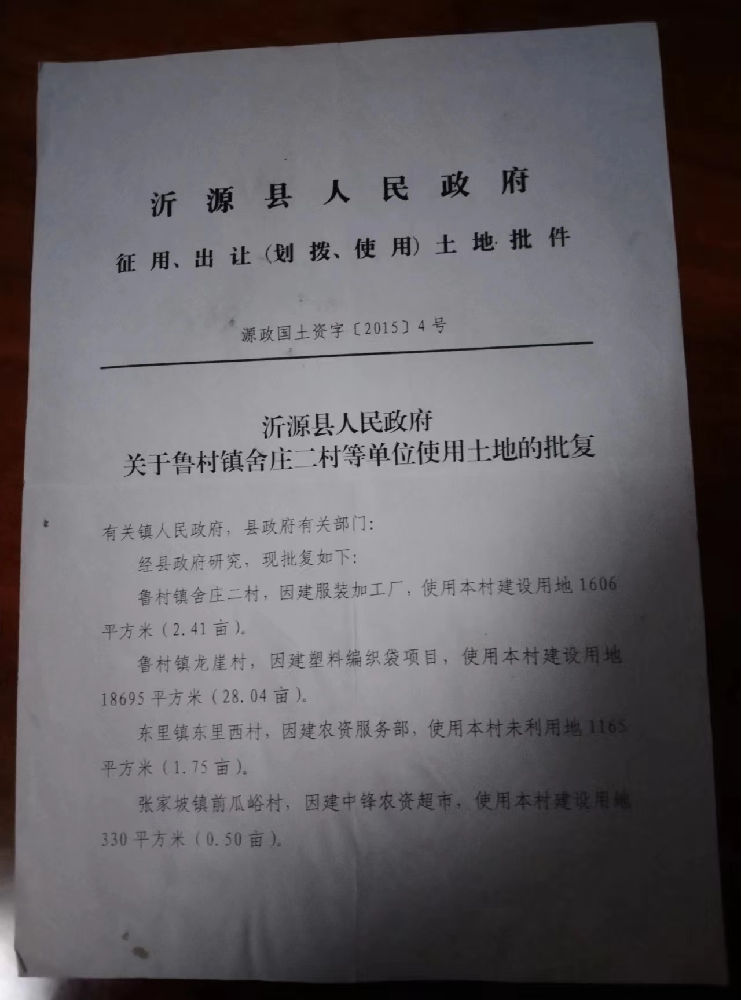 沂源县人民政府
征用、出让(划拨、使用)土地批件
源政国土资字〔2015〕4号
沂源县人民政府
关于鲁村镇舍庄二村等单位使用土地的批复
有关镇人民政府，县政府有关部门：
经县政府研究，现批复如下：
鲁村镇舍庄二村，因建服装加工厂，使用本村建设用地1606
平方米（2.41亩）。
鲁村镇龙崖村，因建塑料编织袋项目，使用本村建设用地
18695平方米（28.04亩）。
东里镇东里西村，因建农资服务部，使用本村未利用地1165
平方米（1.75亩）。
张家坡镇前瓜峪村，因建中锋农资超市，使用本村建设用地
330平方米（0.50亩）。